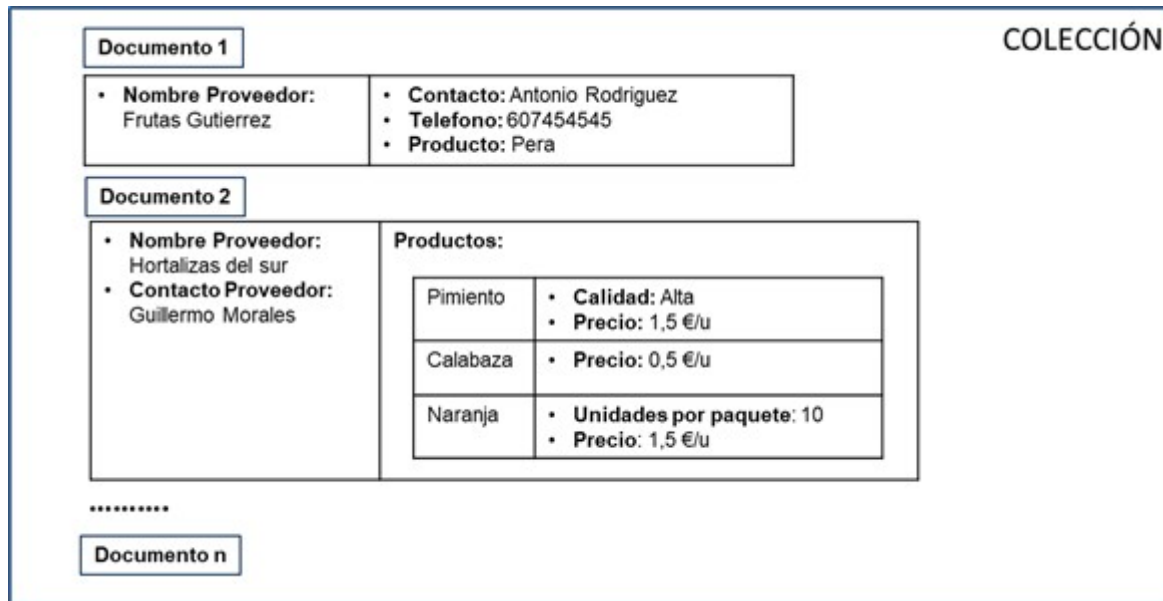 COLECCIÓN
Documento 1
• Nombre Proveedor:
Frutas Gutierrez
• Contacto: Antonio Rodriguez
• Telefono: 607454545
• Producto: Pera
Documento 2
• Nombre Proveedor:
Hortalizas del sur
• Contacto Proveedor:
Guillermo Morales
Productos:
Pimiento
• Calidad: Alta
• Precio: 1,5 €/u
Calabaza
• Precio: 0,5 €/u
Naranja
• Unidades por paquete: 10
• Precio: 1,5 €/u
..........
Documento n